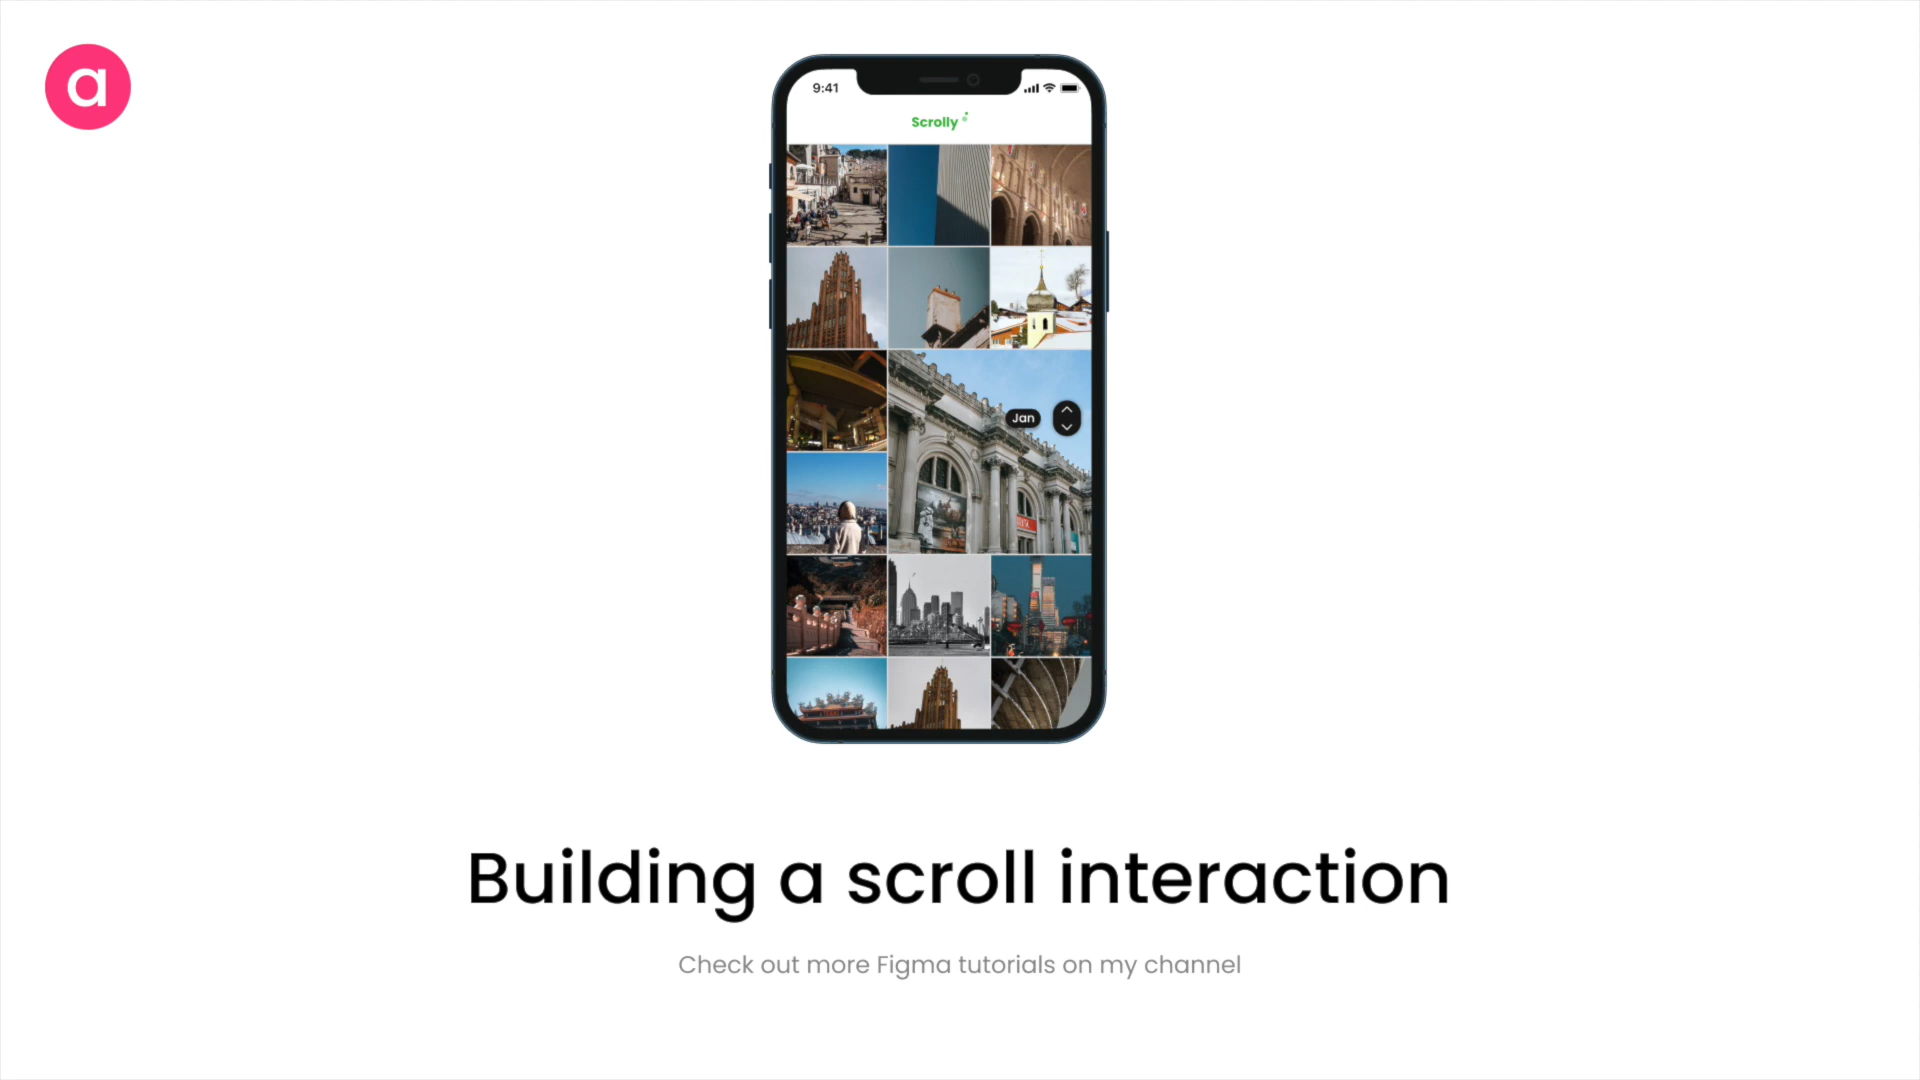 a
9:41
Scrolly
Jan
Building a scroll interaction
Check out more Figma tutorials on my channel